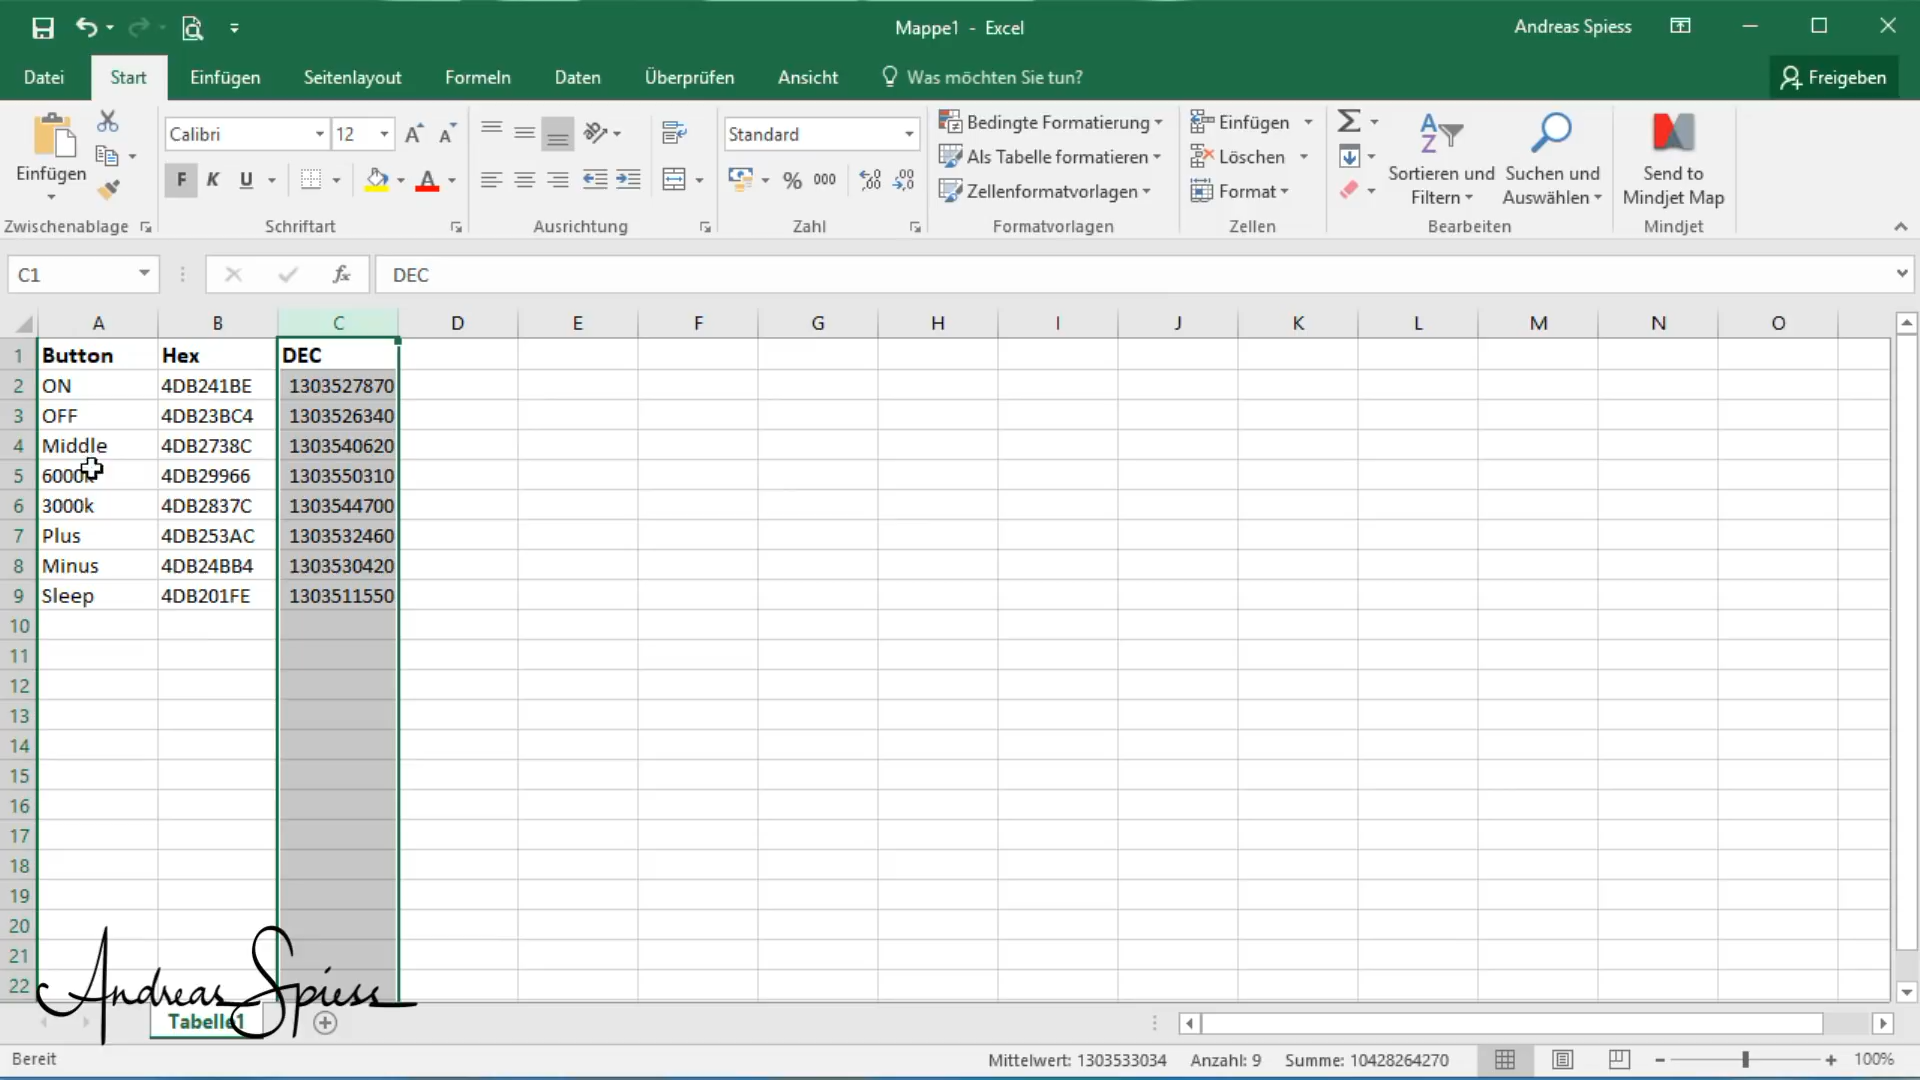 Mappe1 - Excel
Andreas Spiess
Datei
Start
Einfügen
Seitenlayout
Formeln
Daten
Überprüfen
Ansicht
Was möchten Sie tun?
Freigeben
Einfügen
Zwischenablage
Calibri
12
F K U
Schriftart
Ausrichtung
Standard
% 000
Zahl
Bedingte Formatierung
Als Tabelle formatieren
Zellenformatvorlagen
Formatvorlagen
Einfügen
Löschen
Format
Zellen
Sortieren und
Filtern
Suchen und
Auswählen
Bearbeiten
Send to
Mindjet Map
Mindjet
C1
fx
DEC
A B C D E F G H I J K L M N O
1 Button Hex DEC
2 ON 4DB241BE 1303527870
3 OFF 4DB23BC4 1303526340
4 Middle 4DB2738C 1303540620
5 6000k 4DB29966 1303550310
6 3000k 4DB2837C 1303544700
7 Plus 4DB253AC 1303532460
8 Minus 4DB24BB4 1303530420
9 Sleep 4DB201FE 1303511550
10
11
12
13
14
15
16
17
18
19
20
21
22
Andreas Spiess
Tabelle1
Bereit
Mittelwert: 1303533034 Anzahl: 9 Summe: 10428264270
100%